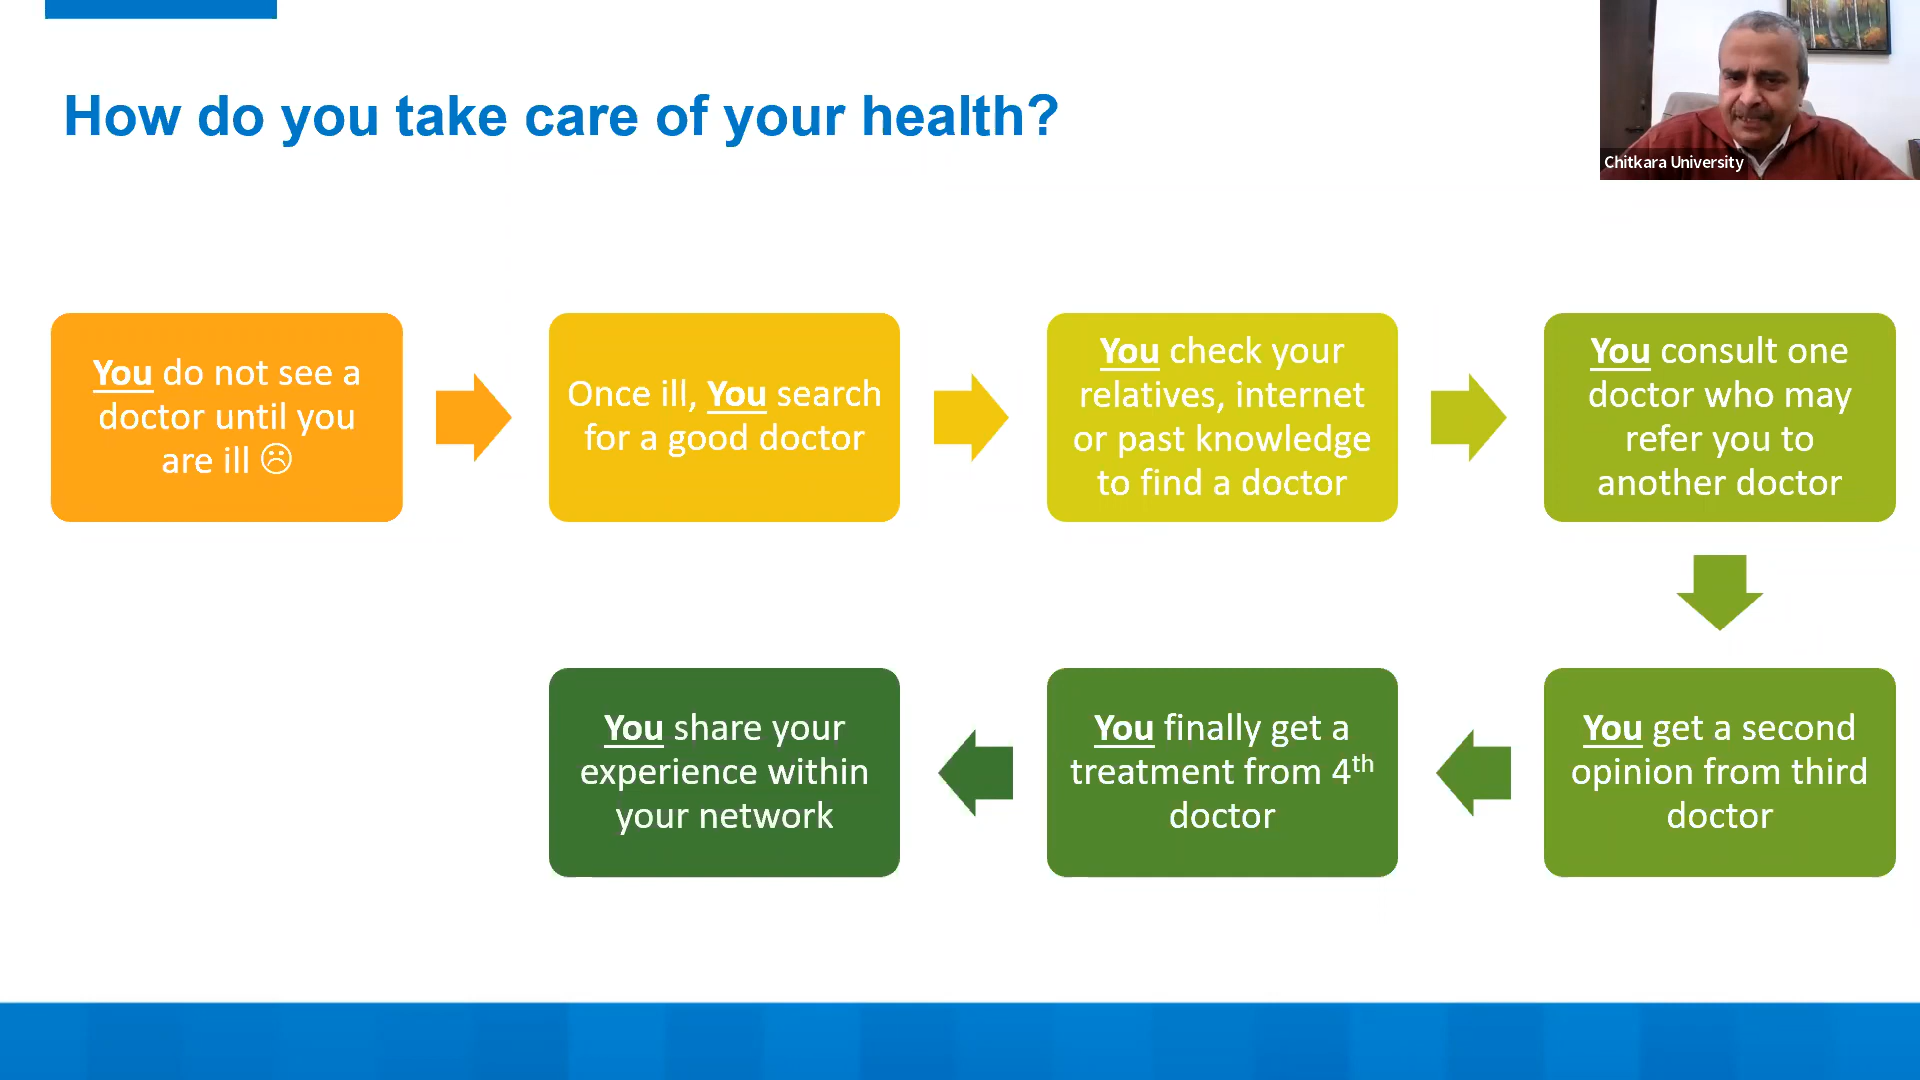 How do you take care of your health?
Chitkara University
You do not see a
doctor until you
are ill ☹
Once ill, You search
for a good doctor
You check your
relatives, internet
or past knowledge
to find a doctor
You consult one
doctor who may
refer you to
another doctor
You get a second
opinion from third
doctor
You finally get a
treatment from 4th
doctor
You share your
experience within
your network